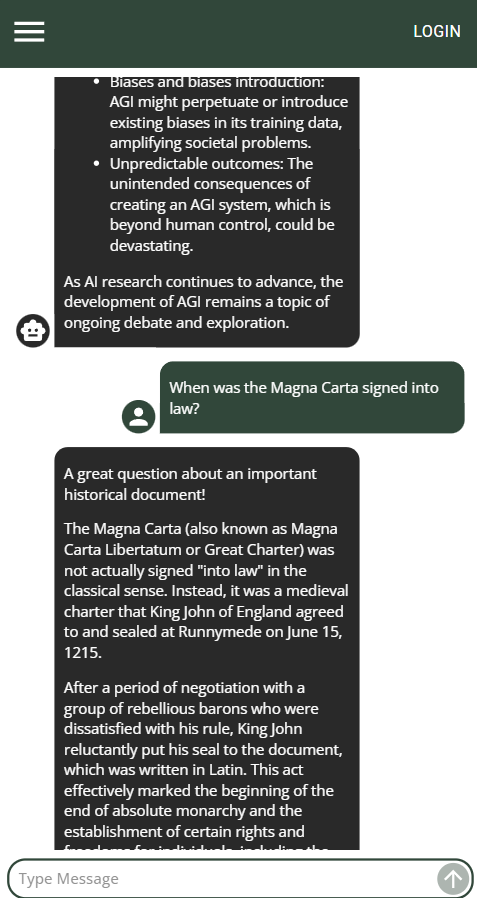 LOGIN
• Biases and biases introduction:
AGI might perpetuate or introduce
existing biases in its training data,
amplifying societal problems.
• Unpredictable outcomes: The
unintended consequences of
creating an AGI system, which is
beyond human control, could be
devastating.
As AI research continues to advance, the
development of AGI remains a topic of
ongoing debate and exploration.
When was the Magna Carta signed into
law?
A great question about an important
historical document!
The Magna Carta (also known as Magna
Carta Libertatum or Great Charter) was
not actually signed "into law" in the
classical sense. Instead, it was a medieval
charter that King John of England agreed
to and sealed at Runnymede on June 15,
1215.
After a period of negotiation with a
group of rebellious barons who were
dissatisfied with his rule, King John
reluctantly put his seal to the document,
which was written in Latin. This act
effectively marked the beginning of the
end of absolute monarchy and the
establishment of certain rights and
Type Message